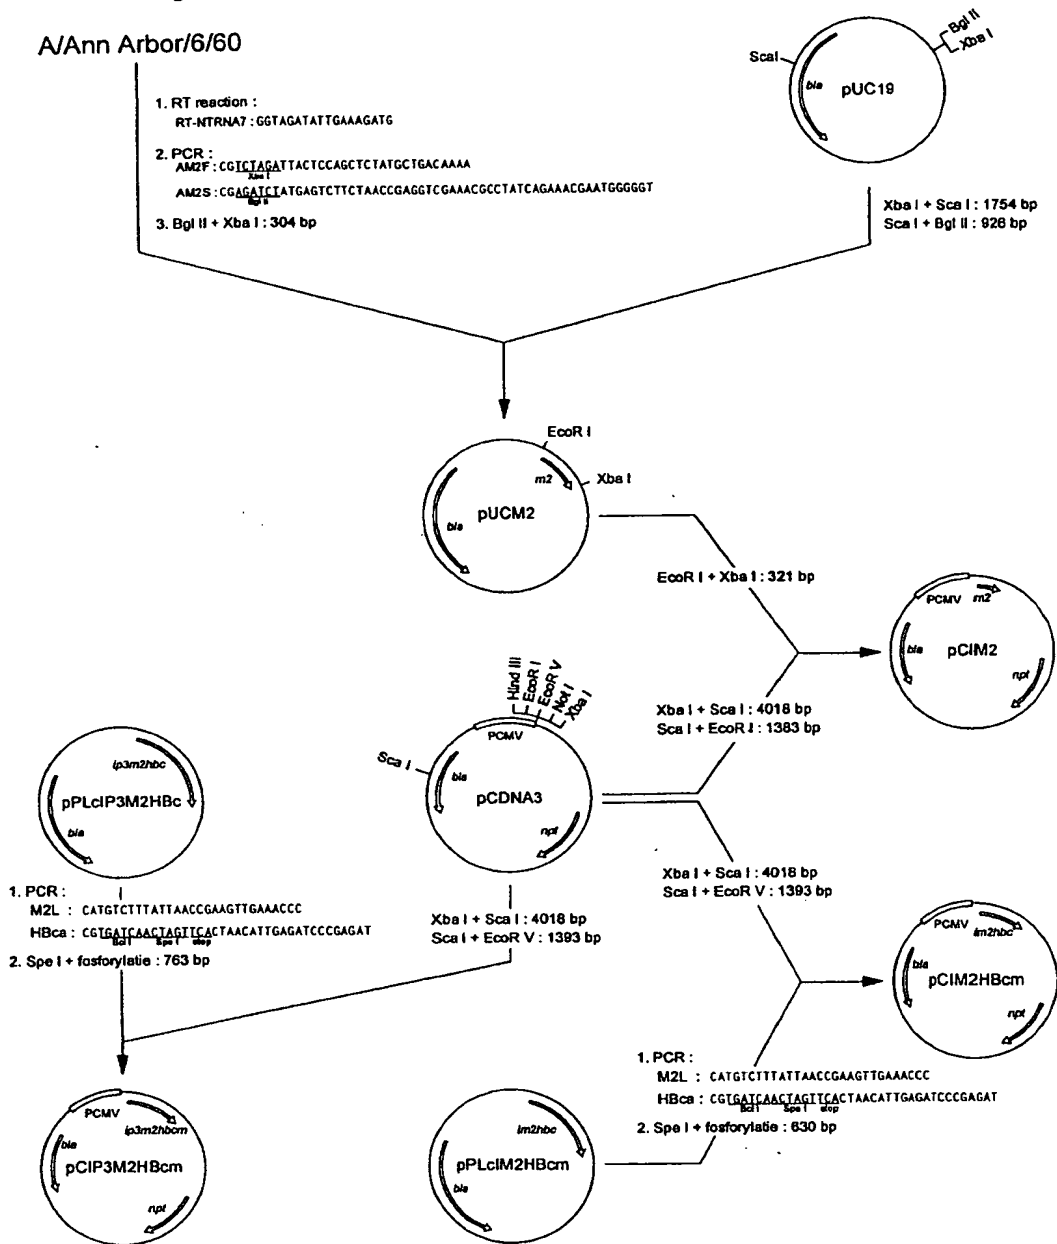 A/Ann Arbor/6/60
1. RT reaction :
RT-NTRNA7 : GGTAGATATTGAAAGATG
2. PCR :
AM2F : CGTCTAGATTACTCCAGCTCTATGCTGACAAAA
Xba I
AM2S : CGAGATCTATGAGTCTTCTAACCGAGGTCGAAACGCCTATCAGAAACGAATGGGGGT
Bgl II
3. Bgl II + Xba I : 304 bp
ScaI
Bgl II
Xba I
bla
pUC19
Xba I + Sca I : 1754 bp
Sca I + Bgl II : 926 bp
EcoR I
m2
Xba I
bla
pUCM2
EcoR I + Xba I : 321 bp
PCMV
m2
bla
pCIM2
npt
Hind III
EcoR I
EcoR V
Not I
Xba I
PCMV
Sca I
bla
pCDNA3
npt
Xba I + Sca I : 4018 bp
Sca I + EcoR I : 1383 bp
ip3m2hbc
pPLcIP3M2HBc
bla
1. PCR :
M2L : CATGTCTTTATTAACCGAAGTTGAAACCC
HBca : CGTGATCAACTAGTTCACTAACATTGAGATCCCGAGAT
Bcl I Spe I stop
2. Spe I + fosforylatie : 763 bp
Xba I + Sca I : 4018 bp
Sca I + EcoR V : 1393 bp
Xba I + Sca I : 4018 bp
Sca I + EcoR V : 1393 bp
PCMV
im2hbc
bla
pCIM2HBcm
npt
1. PCR :
M2L : CATGTCTTTATTAACCGAAGTTGAAACCC
HBca : CGTGATCAACTAGTTCACTAACATTGAGATCCCGAGAT
Bcl I Spe I stop
2. Spe I + fosforylatie : 630 bp
PCMV
ip3m2hbcm
bla
pCIP3M2HBcm
npt
im2hbc
pPLcIM2HBcm
bla